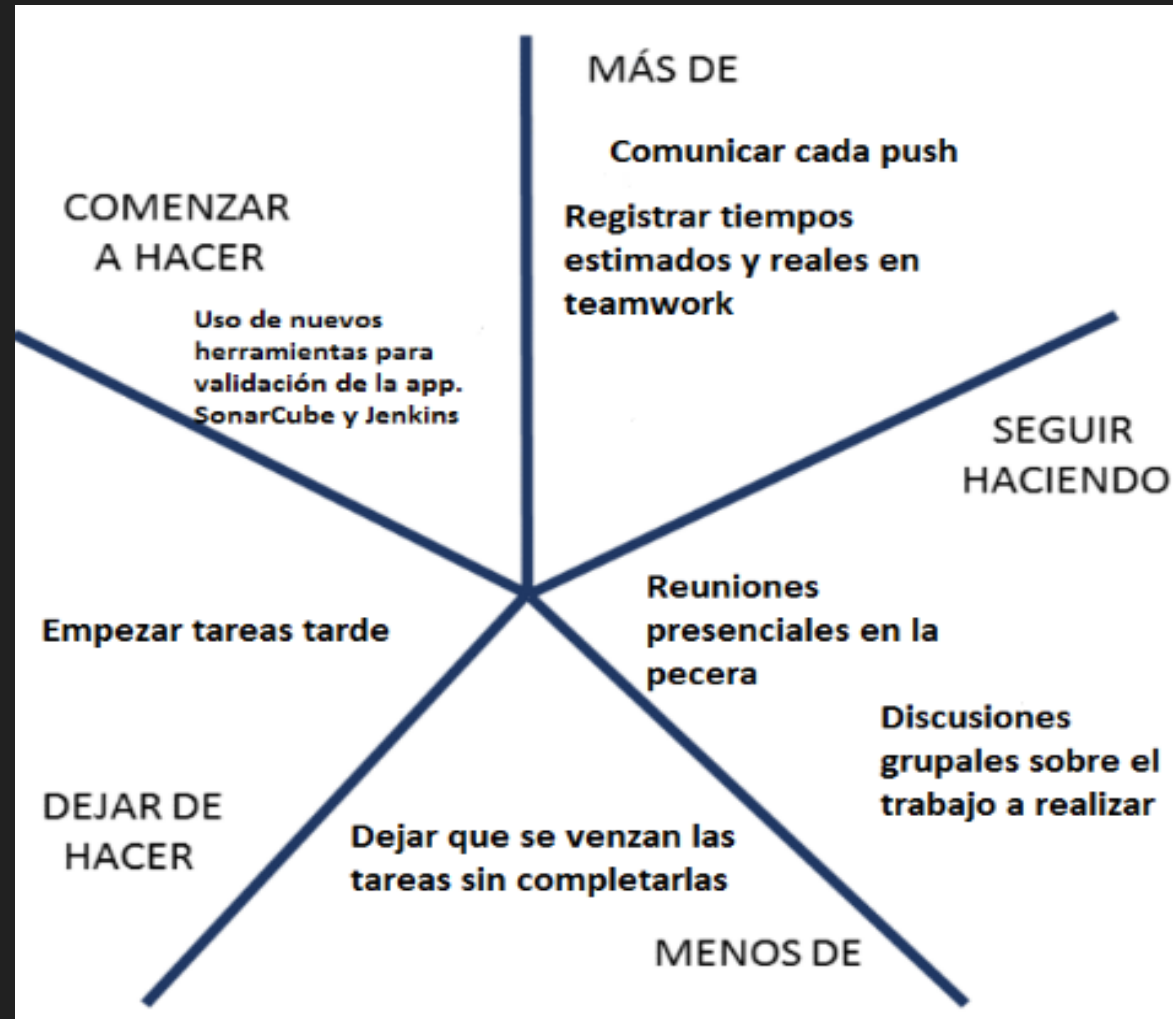 MÁS DE
Comunicar cada push
Registrar tiempos
estimados y reales en
teamwork
COMENZAR
A HACER
Uso de nuevos
herramientas para
validación de la app.
SonarCube y Jenkins
SEGUIR
HACIENDO
Reuniones
presenciales en la
pecera
Discusiones
grupales sobre el
trabajo a realizar
Empezar tareas tarde
DEJAR DE
HACER
Dejar que se venzan las
tareas sin completarlas
MENOS DE